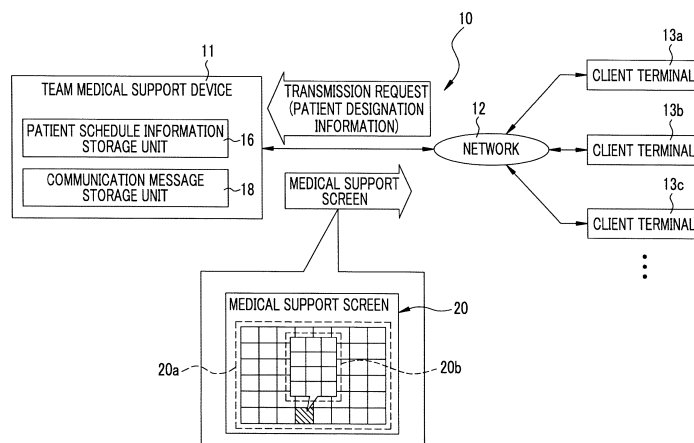 10
11
TEAM MEDICAL SUPPORT DEVICE
PATIENT SCHEDULE INFORMATION
STORAGE UNIT
16
COMMUNICATION MESSAGE
STORAGE UNIT
18
TRANSMISSION REQUEST
(PATIENT DESIGNATION
INFORMATION)
12
NETWORK
13a
CLIENT TERMINAL
13b
CLIENT TERMINAL
13c
CLIENT TERMINAL
MEDICAL SUPPORT
SCREEN
MEDICAL SUPPORT SCREEN
20
20a
20b